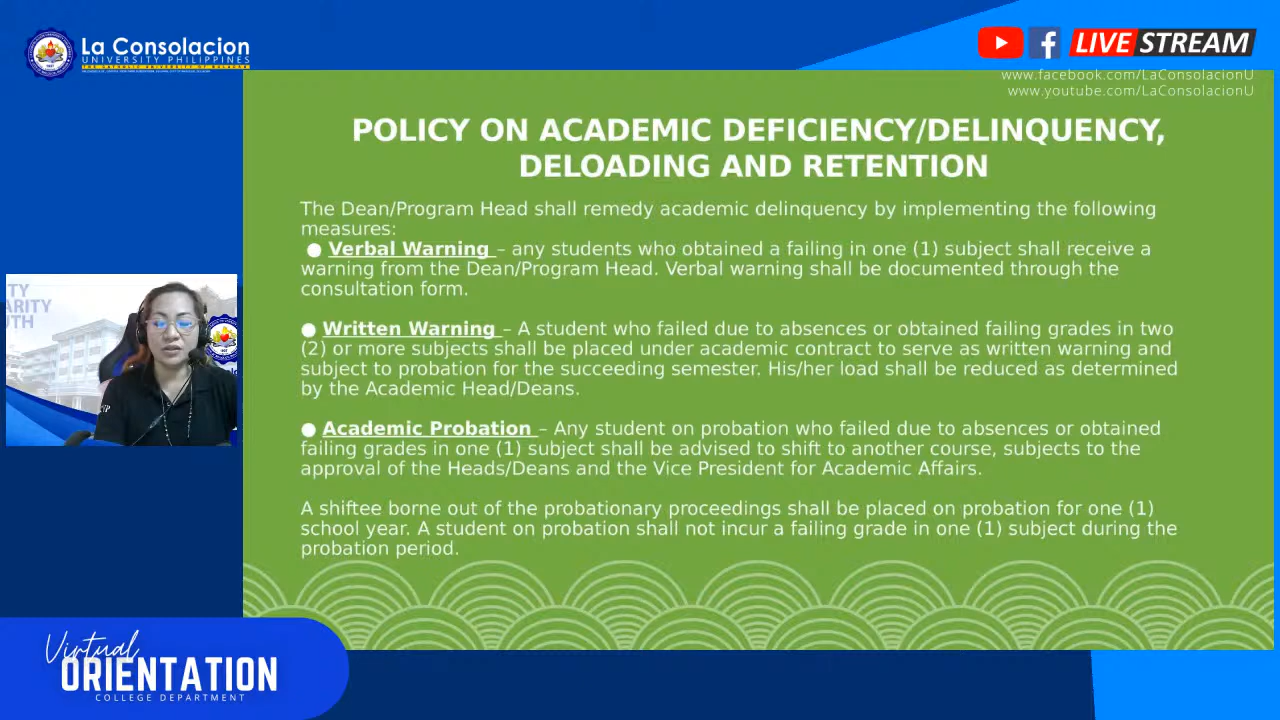 La Consolacion
UNIVERSITY PHILIPPINES
THE CATHOLIC UNIVERSITY OF BULACAN
LIVE STREAM
www.facebook.com/LaConsolacionU
www.youtube.com/LaConsolacionU
POLICY ON ACADEMIC DEFICIENCY/DELINQUENCY,
DELOADING AND RETENTION
The Dean/Program Head shall remedy academic delinquency by implementing the following
measures:
● Verbal Warning – any students who obtained a failing in one (1) subject shall receive a
warning from the Dean/Program Head. Verbal warning shall be documented through the
consultation form.
● Written Warning – A student who failed due to absences or obtained failing grades in two
(2) or more subjects shall be placed under academic contract to serve as written warning and
subject to probation for the succeeding semester. His/her load shall be reduced as determined
by the Academic Head/Deans.
● Academic Probation – Any student on probation who failed due to absences or obtained
failing grades in one (1) subject shall be advised to shift to another course, subjects to the
approval of the Heads/Deans and the Vice President for Academic Affairs.
A shiftee borne out of the probationary proceedings shall be placed on probation for one (1)
school year. A student on probation shall not incur a failing grade in one (1) subject during the
probation period.
Virtual
ORIENTATION
COLLEGE DEPARTMENT